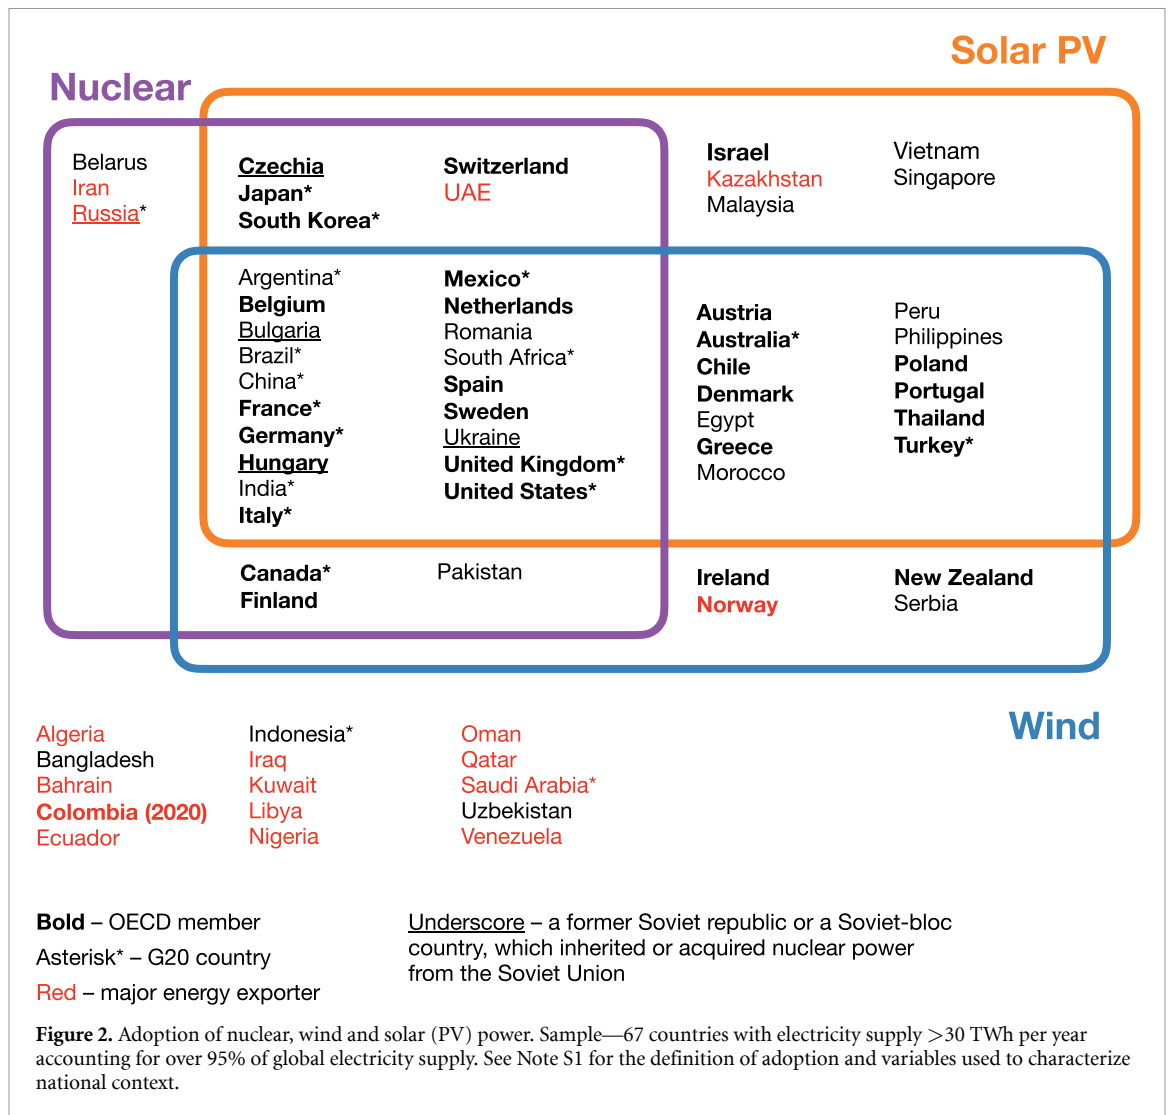 Solar PV
Nuclear
Belarus
Iran
Russia*
Czechia
Japan*
South Korea*
Switzerland
UAE
Israel
Kazakhstan
Malaysia
Vietnam
Singapore
Argentina*
Belgium
Bulgaria
Brazil*
China*
France*
Germany*
Hungary
India*
Italy*
Mexico*
Netherlands
Romania
South Africa*
Spain
Sweden
Ukraine
United Kingdom*
United States*
Austria
Australia*
Chile
Denmark
Egypt
Greece
Morocco
Peru
Philippines
Poland
Portugal
Thailand
Turkey*
Canada*
Finland
Pakistan
Ireland
Norway
New Zealand
Serbia
Wind
Algeria
Bangladesh
Bahrain
Colombia (2020)
Ecuador
Indonesia*
Iraq
Kuwait
Libya
Nigeria
Oman
Qatar
Saudi Arabia*
Uzbekistan
Venezuela
Bold – OECD member
Asterisk* – G20 country
Red – major energy exporter
Underscore – a former Soviet republic or a Soviet-bloc
country, which inherited or acquired nuclear power
from the Soviet Union
Figure 2. Adoption of nuclear, wind and solar (PV) power. Sample—67 countries with electricity supply >30 TWh per year
accounting for over 95% of global electricity supply. See Note S1 for the definition of adoption and variables used to characterize
national context.